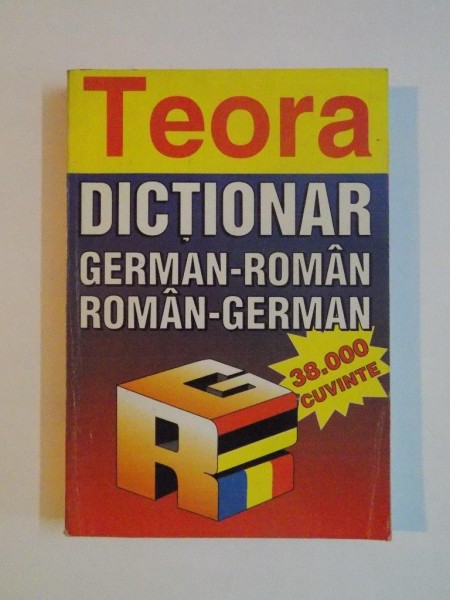 Teora
DICȚIONAR
GERMAN-ROMÂN
ROMÂN-GERMAN
38.000
CUVINTE
R
G
R